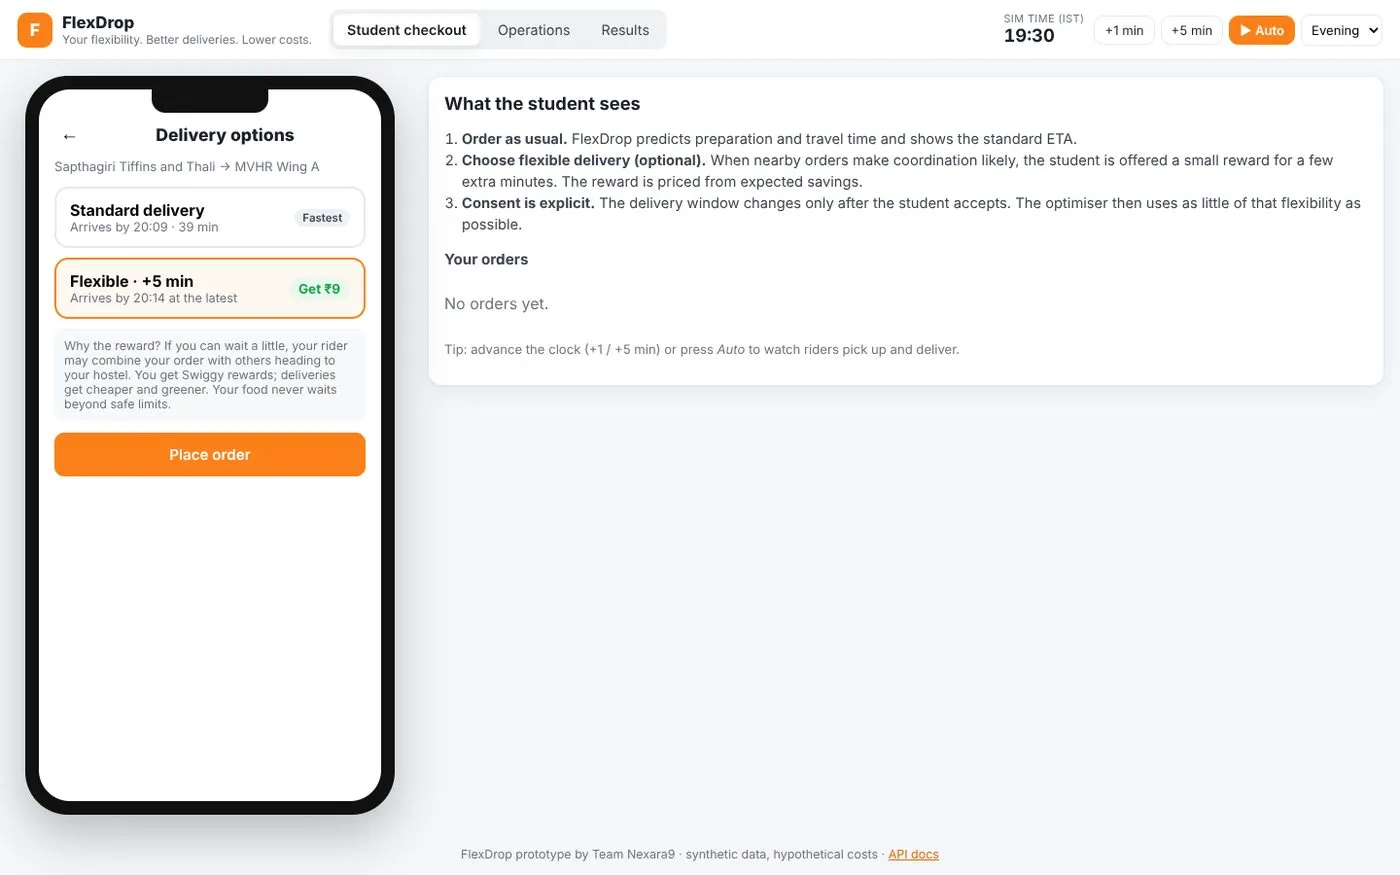 F
FlexDrop
Your flexibility. Better deliveries. Lower costs.
Student checkout
Operations
Results
SIM TIME (IST)
19:30
+1 min
+5 min
▶ Auto
Evening
←
Delivery options
Sapthagiri Tiffins and Thali → MVHR Wing A
Standard delivery
Arrives by 20:09 · 39 min
Fastest
Flexible · +5 min
Arrives by 20:14 at the latest
Get ₹9
Why the reward? If you can wait a little, your rider
may combine your order with others heading to
your hostel. You get Swiggy rewards; deliveries
get cheaper and greener. Your food never waits
beyond safe limits.
Place order
What the student sees
1. Order as usual. FlexDrop predicts preparation and travel time and shows the standard ETA.
2. Choose flexible delivery (optional). When nearby orders make coordination likely, the student is offered a small reward for a few
extra minutes. The reward is priced from expected savings.
3. Consent is explicit. The delivery window changes only after the student accepts. The optimiser then uses as little of that flexibility as
possible.
Your orders
No orders yet.
Tip: advance the clock (+1 / +5 min) or press Auto to watch riders pick up and deliver.
FlexDrop prototype by Team Nexara9 · synthetic data, hypothetical costs · API docs